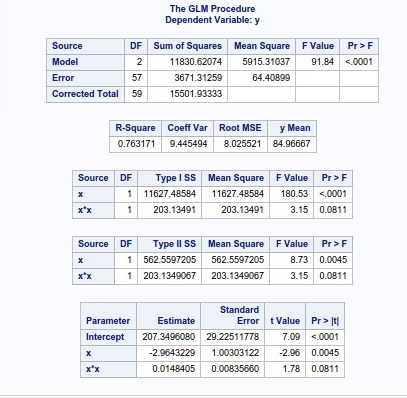 The GLM Procedure
Dependent Variable: y
Source DF Sum of Squares Mean Square F Value Pr > F
Model 2 11830.62074 5915.31037 91.84 <.0001
Error 57 3671.31259 64.40899
Corrected Total 59 15501.93333
R-Square Coeff Var Root MSE y Mean
0.763171 9.445494 8.025521 84.96667
Source DF Type I SS Mean Square F Value Pr > F
x 1 11627.48584 11627.48584 180.53 <.0001
x*x 1 203.13491 203.13491 3.15 0.0811
Source DF Type II SS Mean Square F Value Pr > F
x 1 562.5597205 562.5597205 8.73 0.0045
x*x 1 203.1349067 203.1349067 3.15 0.0811
Parameter Estimate Standard Error t Value Pr > |t|
Intercept 207.3496080 29.22511778 7.09 <.0001
x -2.9643229 1.00303122 -2.96 0.0045
x*x 0.0148405 0.00835660 1.78 0.0811